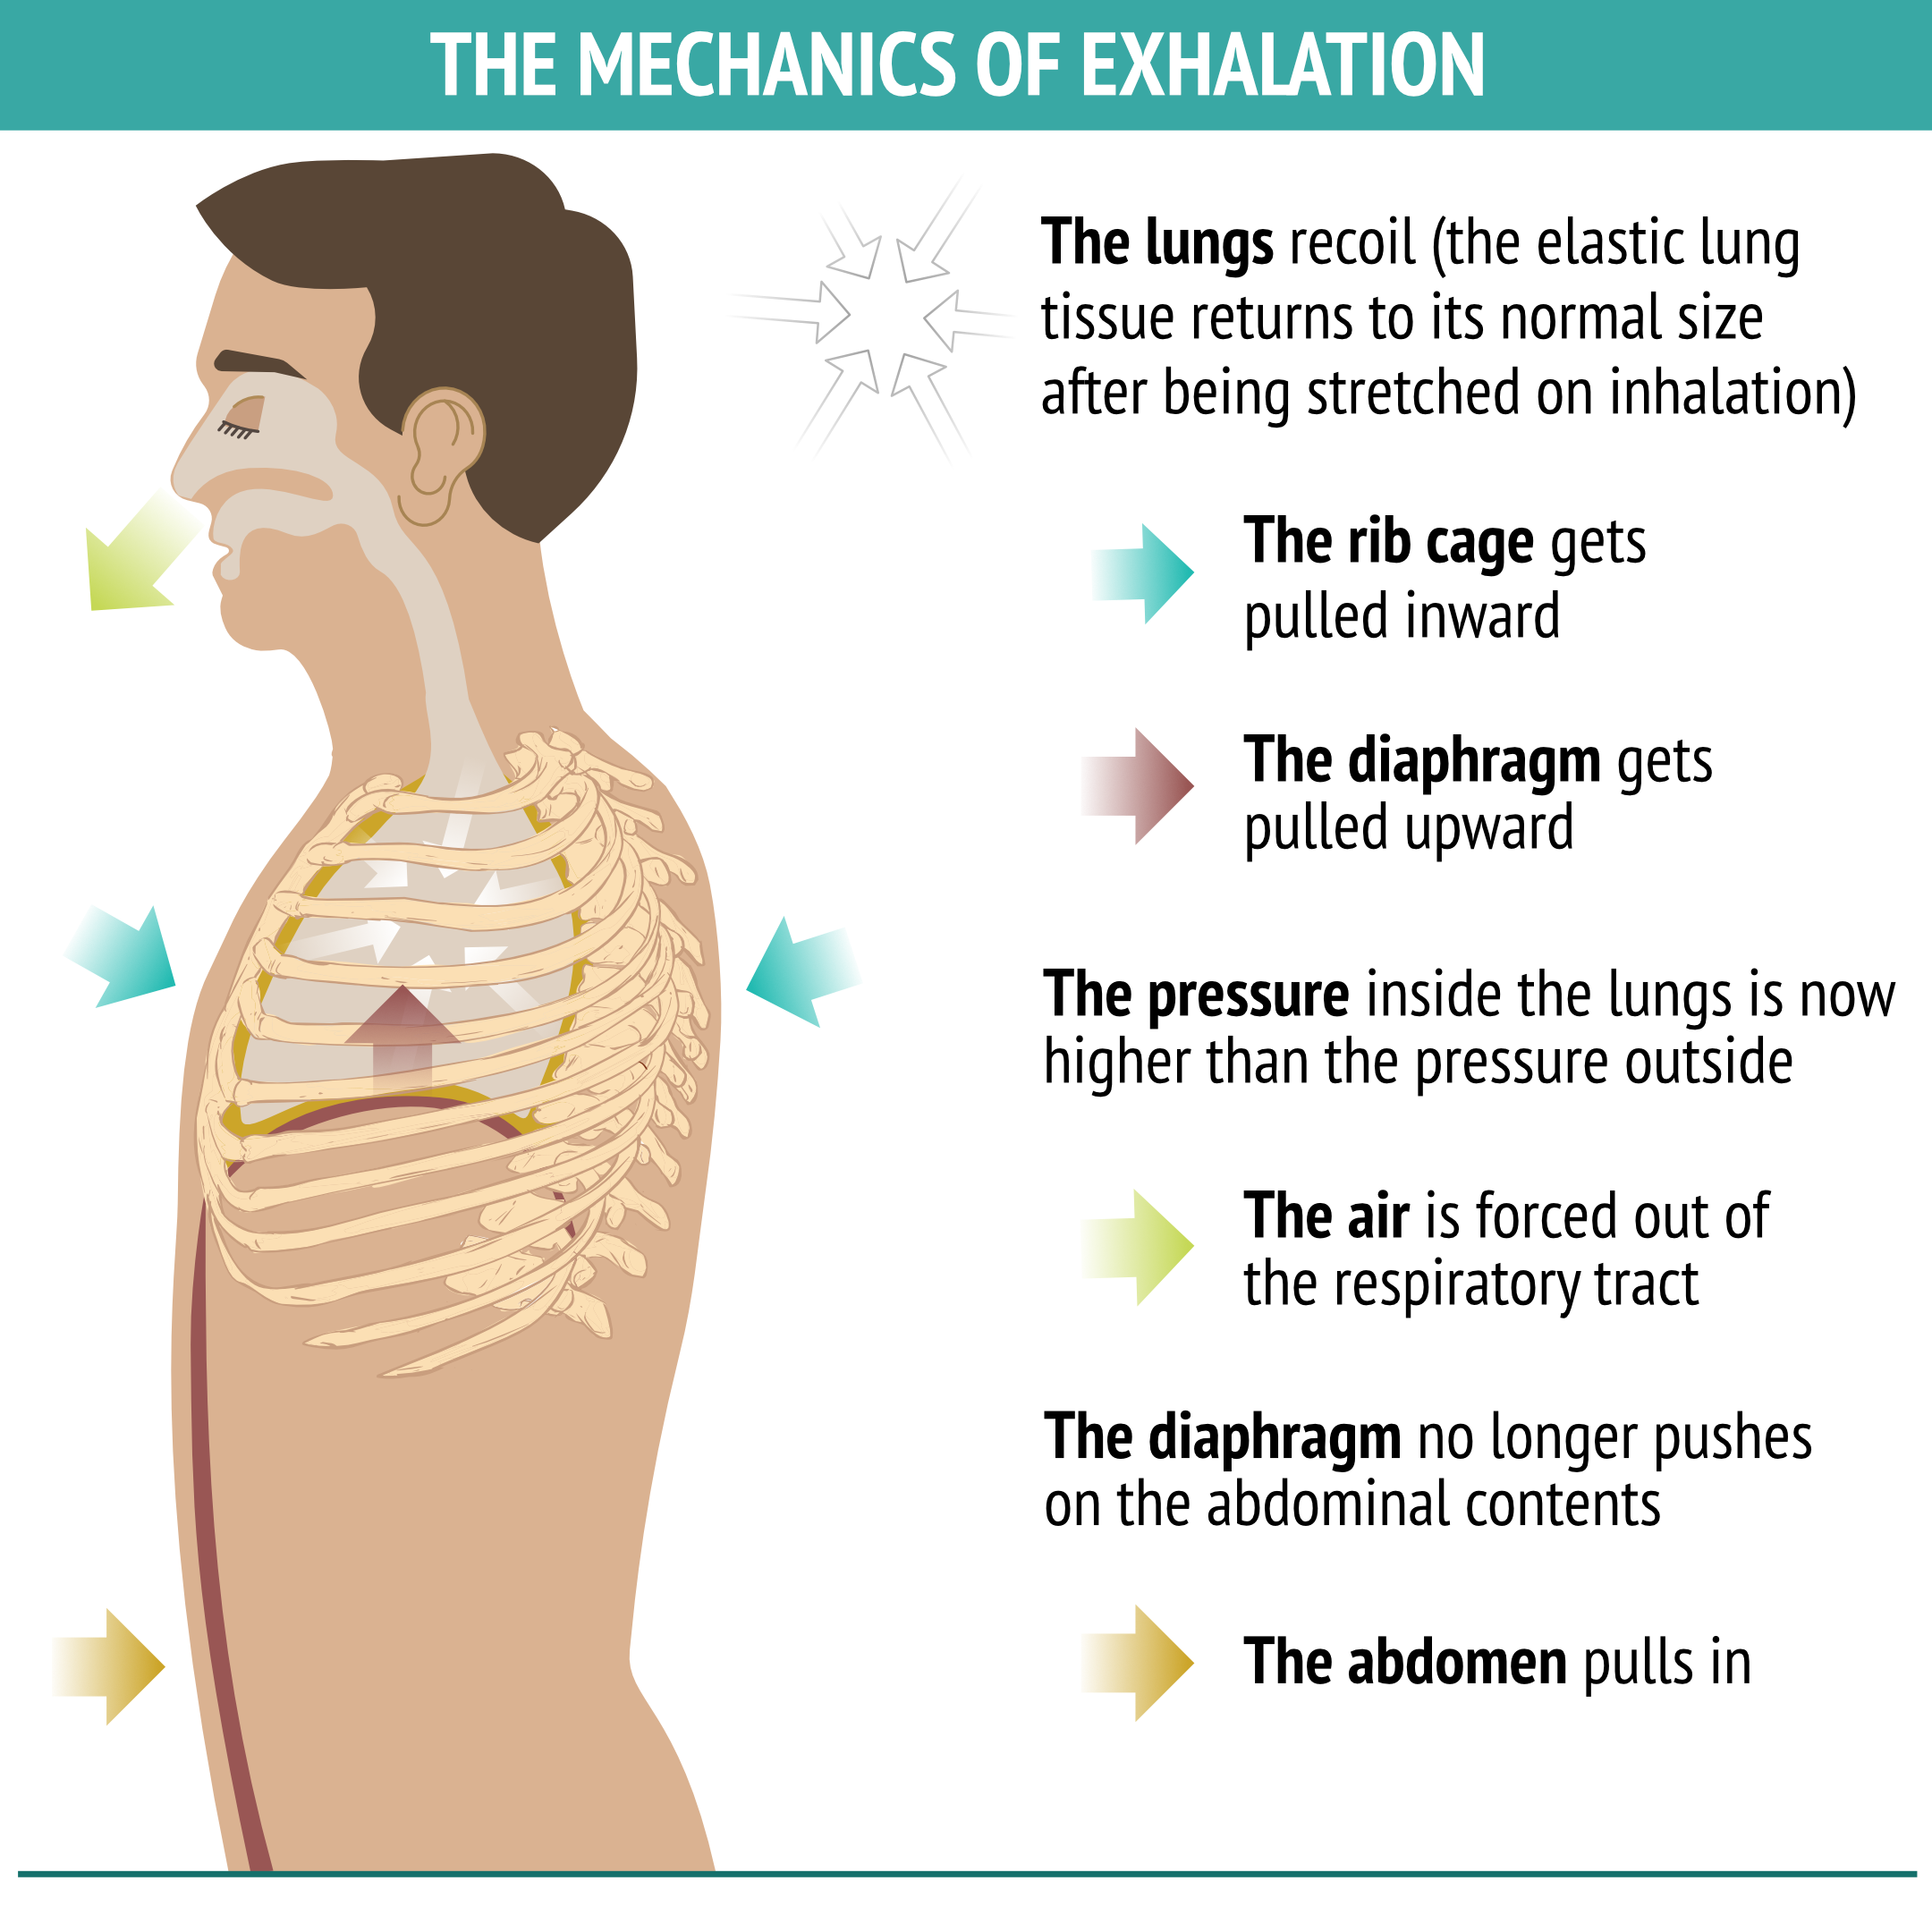 THE MECHANICS OF EXHALATION
The lungs recoil (the elastic lung
tissue returns to its normal size
after being stretched on inhalation)
The rib cage gets
pulled inward
The diaphragm gets
pulled upward
The pressure inside the lungs is now
higher than the pressure outside
The air is forced out of
the respiratory tract
The diaphragm no longer pushes
on the abdominal contents
The abdomen pulls in